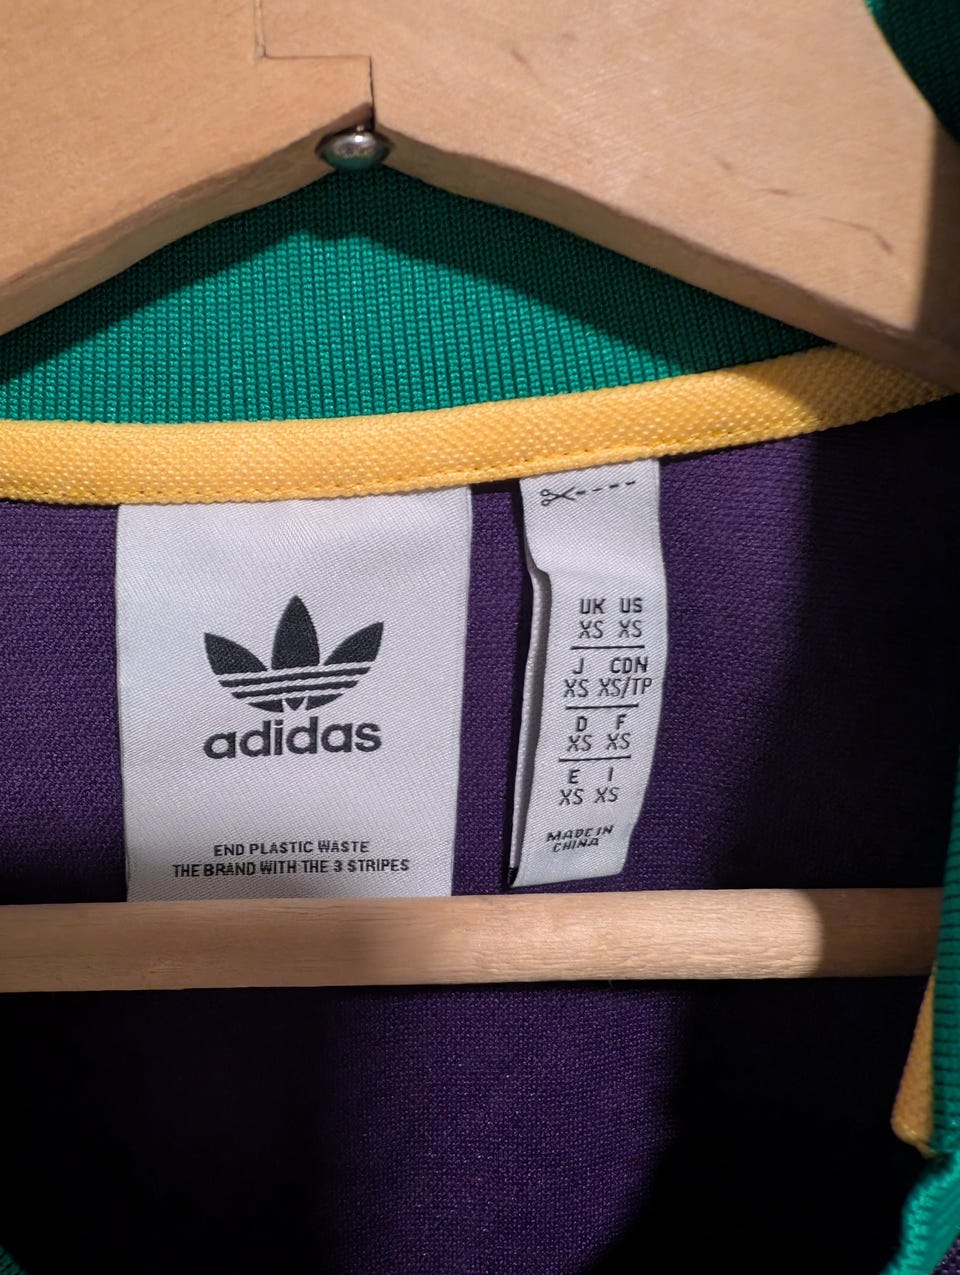 adidas
END PLASTIC WASTE
THE BRAND WITH THE 3 STRIPES
UK US
XS XS
J CDN
XS XS/TP
D F
XS XS
E I
XS XS
MADE IN
CHINA